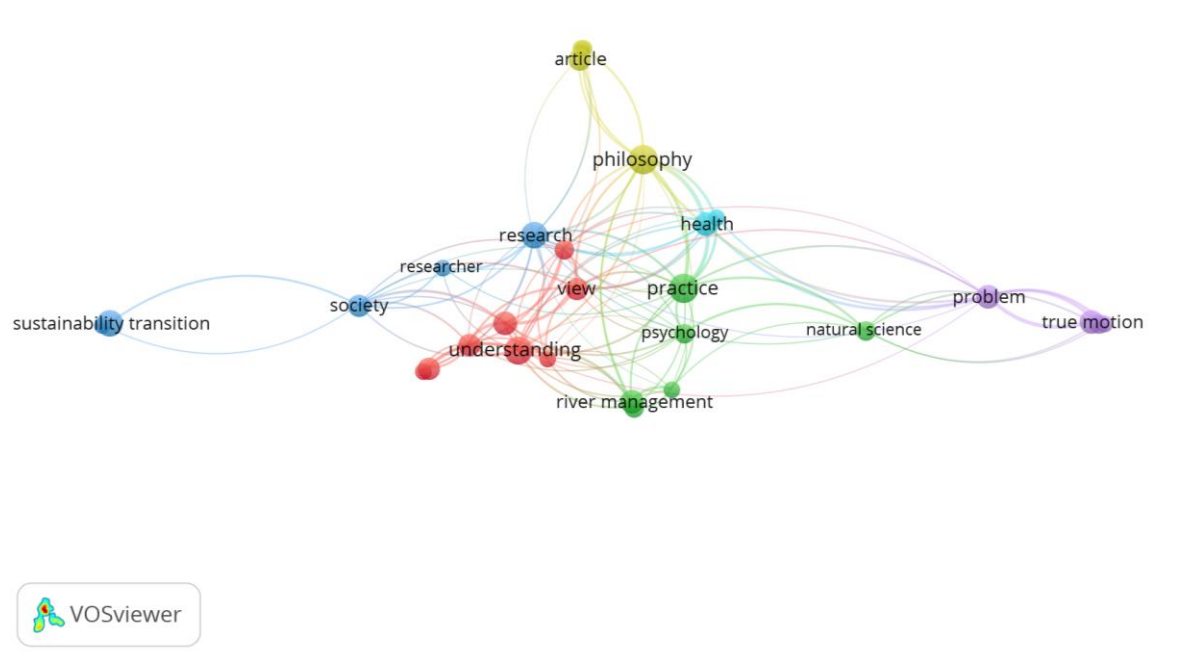 article
philosophy
health
research
researcher
view
practice
problem
society
sustainability transition
true motion
natural science
psychology
understanding
river management
VOSviewer